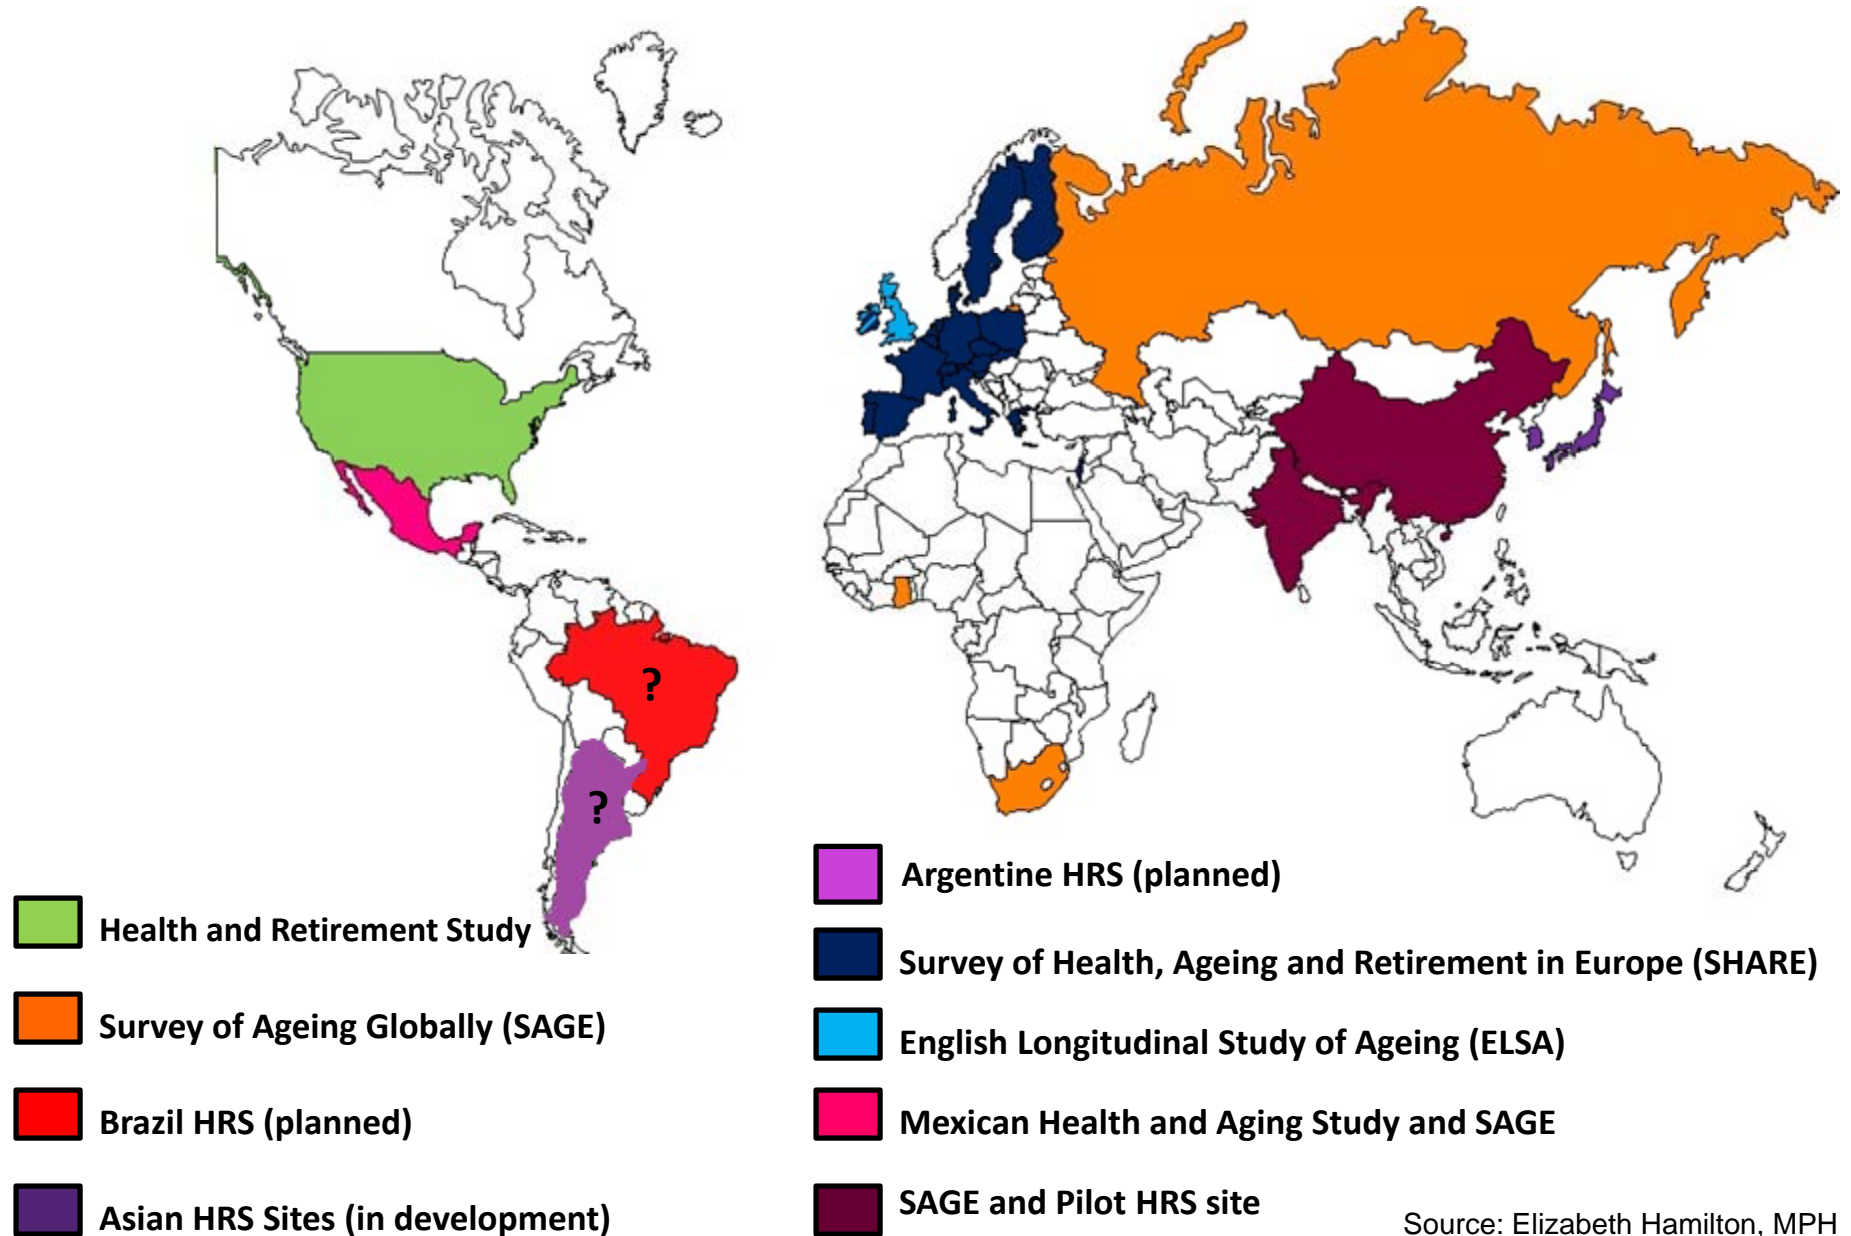 ?
?
Health and Retirement Study
Survey of Ageing Globally (SAGE)
Brazil HRS (planned)
Asian HRS Sites (in development)
Argentine HRS (planned)
Survey of Health, Ageing and Retirement in Europe (SHARE)
English Longitudinal Study of Ageing (ELSA)
Mexican Health and Aging Study and SAGE
SAGE and Pilot HRS site
Source: Elizabeth Hamilton, MPH